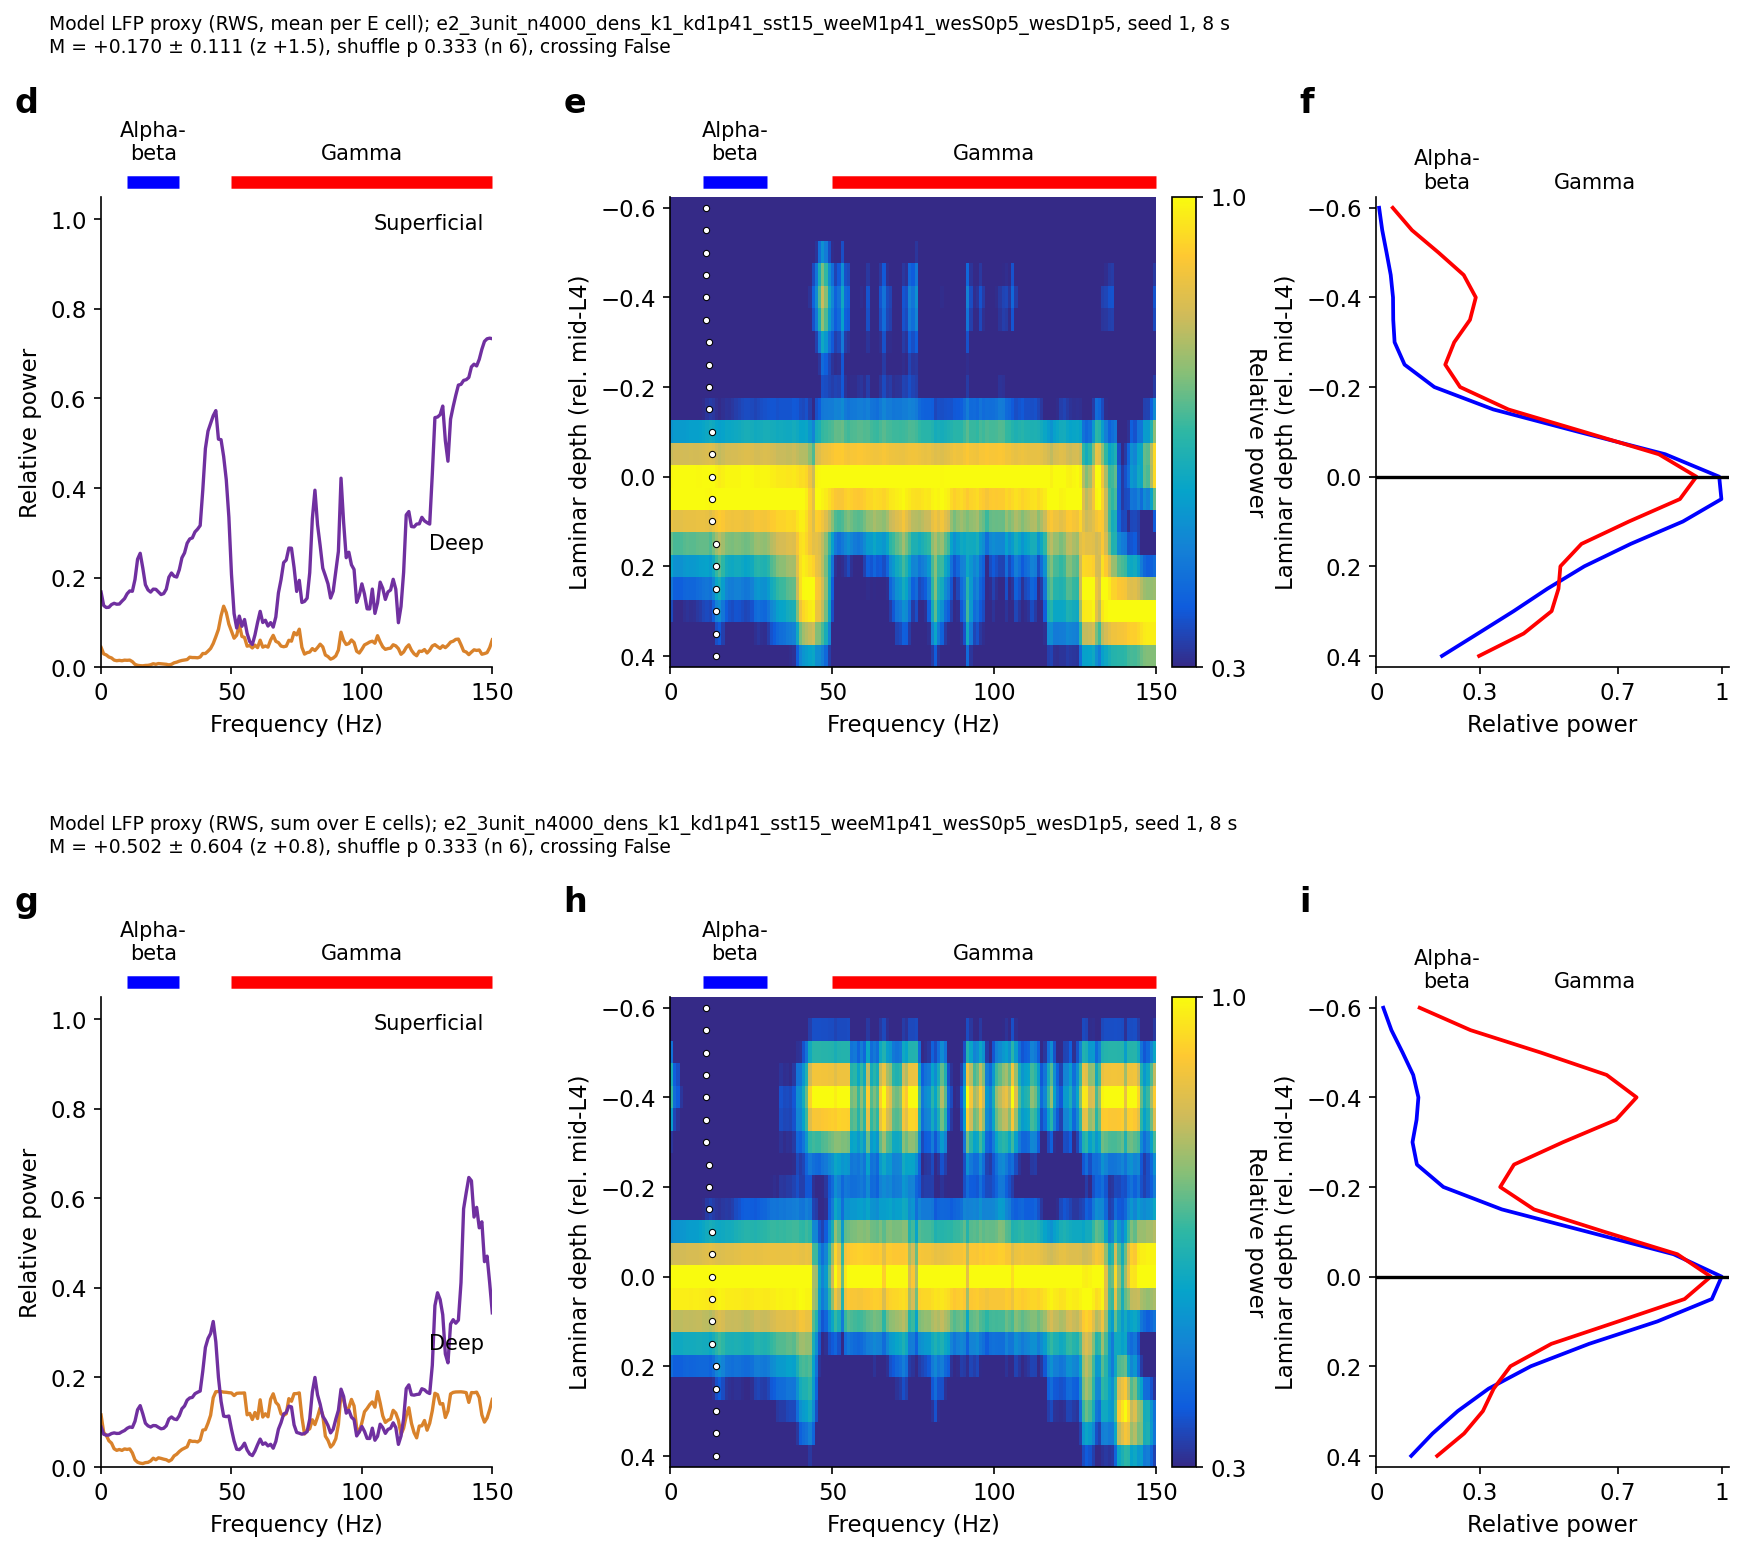 Model LFP proxy (RWS, mean per E cell); e2_3unit_n4000_dens_k1_kd1p41_sst15_weeM1p41_wesS0p5_wesD1p5, seed 1, 8 s
M = +0.170 ± 0.111 (z +1.5), shuffle p 0.333 (n 6), crossing False
d
Alpha-
beta
Gamma
Superficial
Deep
1.0
0.8
0.6
0.4
0.2
0.0
0
50
100
150
Relative power
Frequency (Hz)
e
Alpha-
beta
Gamma
−0.6
−0.4
−0.2
0.0
0.2
0.4
0
50
100
150
Laminar depth (rel. mid-L4)
Frequency (Hz)
1.0
0.3
Relative power
f
Alpha-
beta
Gamma
−0.6
−0.4
−0.2
0.0
0.2
0.4
0
0.3
0.7
1
Laminar depth (rel. mid-L4)
Relative power
Model LFP proxy (RWS, sum over E cells); e2_3unit_n4000_dens_k1_kd1p41_sst15_weeM1p41_wesS0p5_wesD1p5, seed 1, 8 s
M = +0.502 ± 0.604 (z +0.8), shuffle p 0.333 (n 6), crossing False
g
Alpha-
beta
Gamma
Superficial
Deep
1.0
0.8
0.6
0.4
0.2
0.0
0
50
100
150
Relative power
Frequency (Hz)
h
Alpha-
beta
Gamma
−0.6
−0.4
−0.2
0.0
0.2
0.4
0
50
100
150
Laminar depth (rel. mid-L4)
Frequency (Hz)
1.0
0.3
Relative power
i
Alpha-
beta
Gamma
−0.6
−0.4
−0.2
0.0
0.2
0.4
0
0.3
0.7
1
Laminar depth (rel. mid-L4)
Relative power